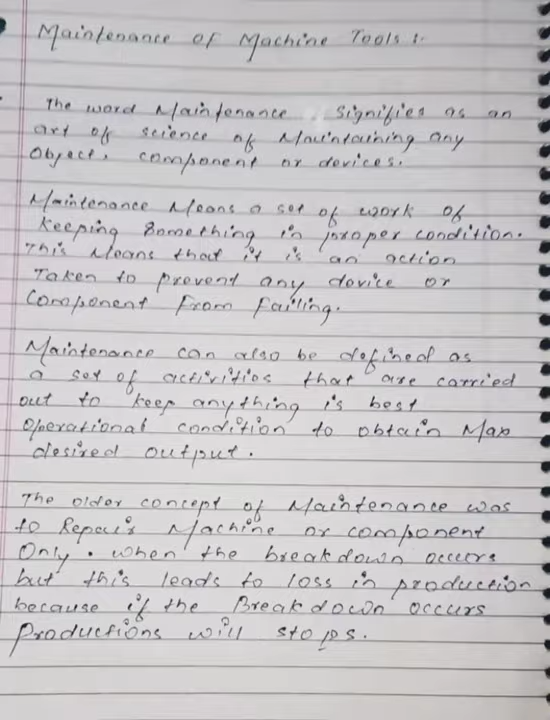 Maintenance of Machine Tools :.
The word Maintenance signifies as an
art of science of Maintaining any
Object, component or devices.
Maintenance Means a set of work of
keeping something in proper condition.
This Means that it is an action
Taken to prevent any device or
Component From Failling.
Maintenance can also be defined as
a set of activities that are carried
out to keep anything is best
Operational condition to obtain Max
desired output.
The older concept of Maintenance was
to Repair Machine or component
Only. when the breakdown occurs
but this leads to loss in production
because if the Breakdown occurs
Productions will stops.